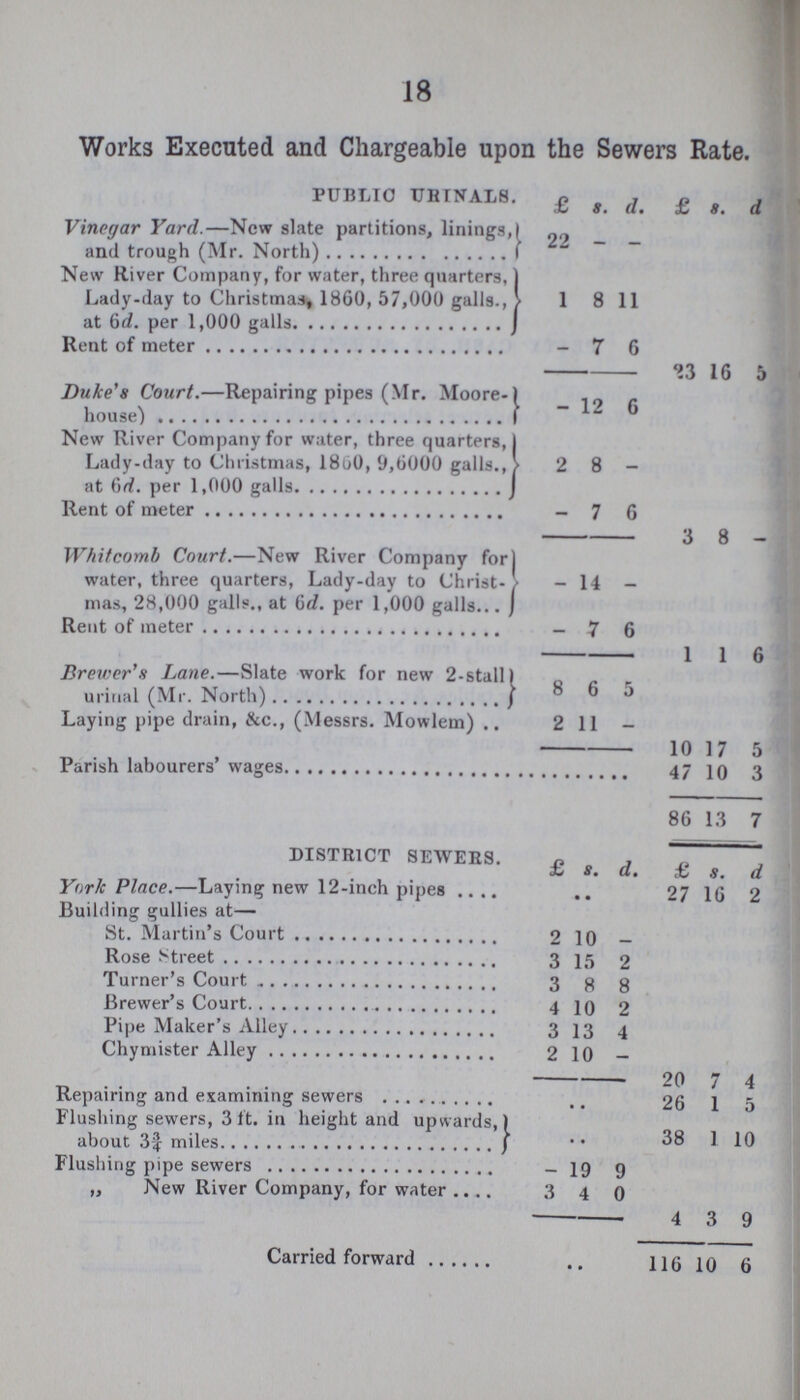 18
Works Executed and Chargeable upon the Sewers Rate.
PUBLIC URINALS. £ s. d. £ s. d
Vinegar Yard.—New slate partitions, linings,
and trough (Mr. North) .................. 22 - -
New River Company, for water, three quarters,
Lady-day to Christmas, 1860, 57,000 galls., 1 8 11
at 6d. per 1,000 galls. ..................
Rent of meter .......................... - 7 6
23 16 5
Duke's Court.—Repairing pipes (Mr. Moore-
house) .............................. - 12 6
New River Company for water, three quarters,
Lady-day to Christmas, 1860, 9,6000 galls., 2 8 -
at 6d. per 1,000 galls. ..................
Rent of meter .......................... - 7 6
3 8 -
Whitcomb Court.—New River Company for
water, three quarters, Lady-day to Christ- - 14 -
mas, 28,000 galls., at 6d. per 1,000 galls...
Rent of meter .......................... - 7 6
1 1 6
Brewer's Lane.—Slate work for new 2-stall
urinal (Mr. North) .................... 8 6 5
Laying pipe drain, &c., (Messrs. Mowlem) .. 2 11 -
10 17 5
Parish labourers' wages.............................. 47 10 3
86 13 7
DISTRICT SEWERS. £ s. d. £ s. d
York Place.—Laying new 12-inch pipes .... .. 27 16 2
Building gullies at—
St. Martin's Court .................. 2 10 -
Rose Street ........................ 3 15 2
Turner's Court ...................... 3 8 8
Brewer's Court...................... 4 10 2
Pipe Maker's Alley.................. 3 13 4
Chymister Alley .................... 2 10 -
20 7 4
Repairing and examining sewers .......... .. 26 1 5
Flushing sewers, 3 ft. in height and upwards,
about 3¾ miles........................ .. 38 1 10
Flushing pipe sewers .................... - 19 9
„ New River Company, for water .... 3 4 0
4 3 9
Carried forward ...... .. 116 10 6